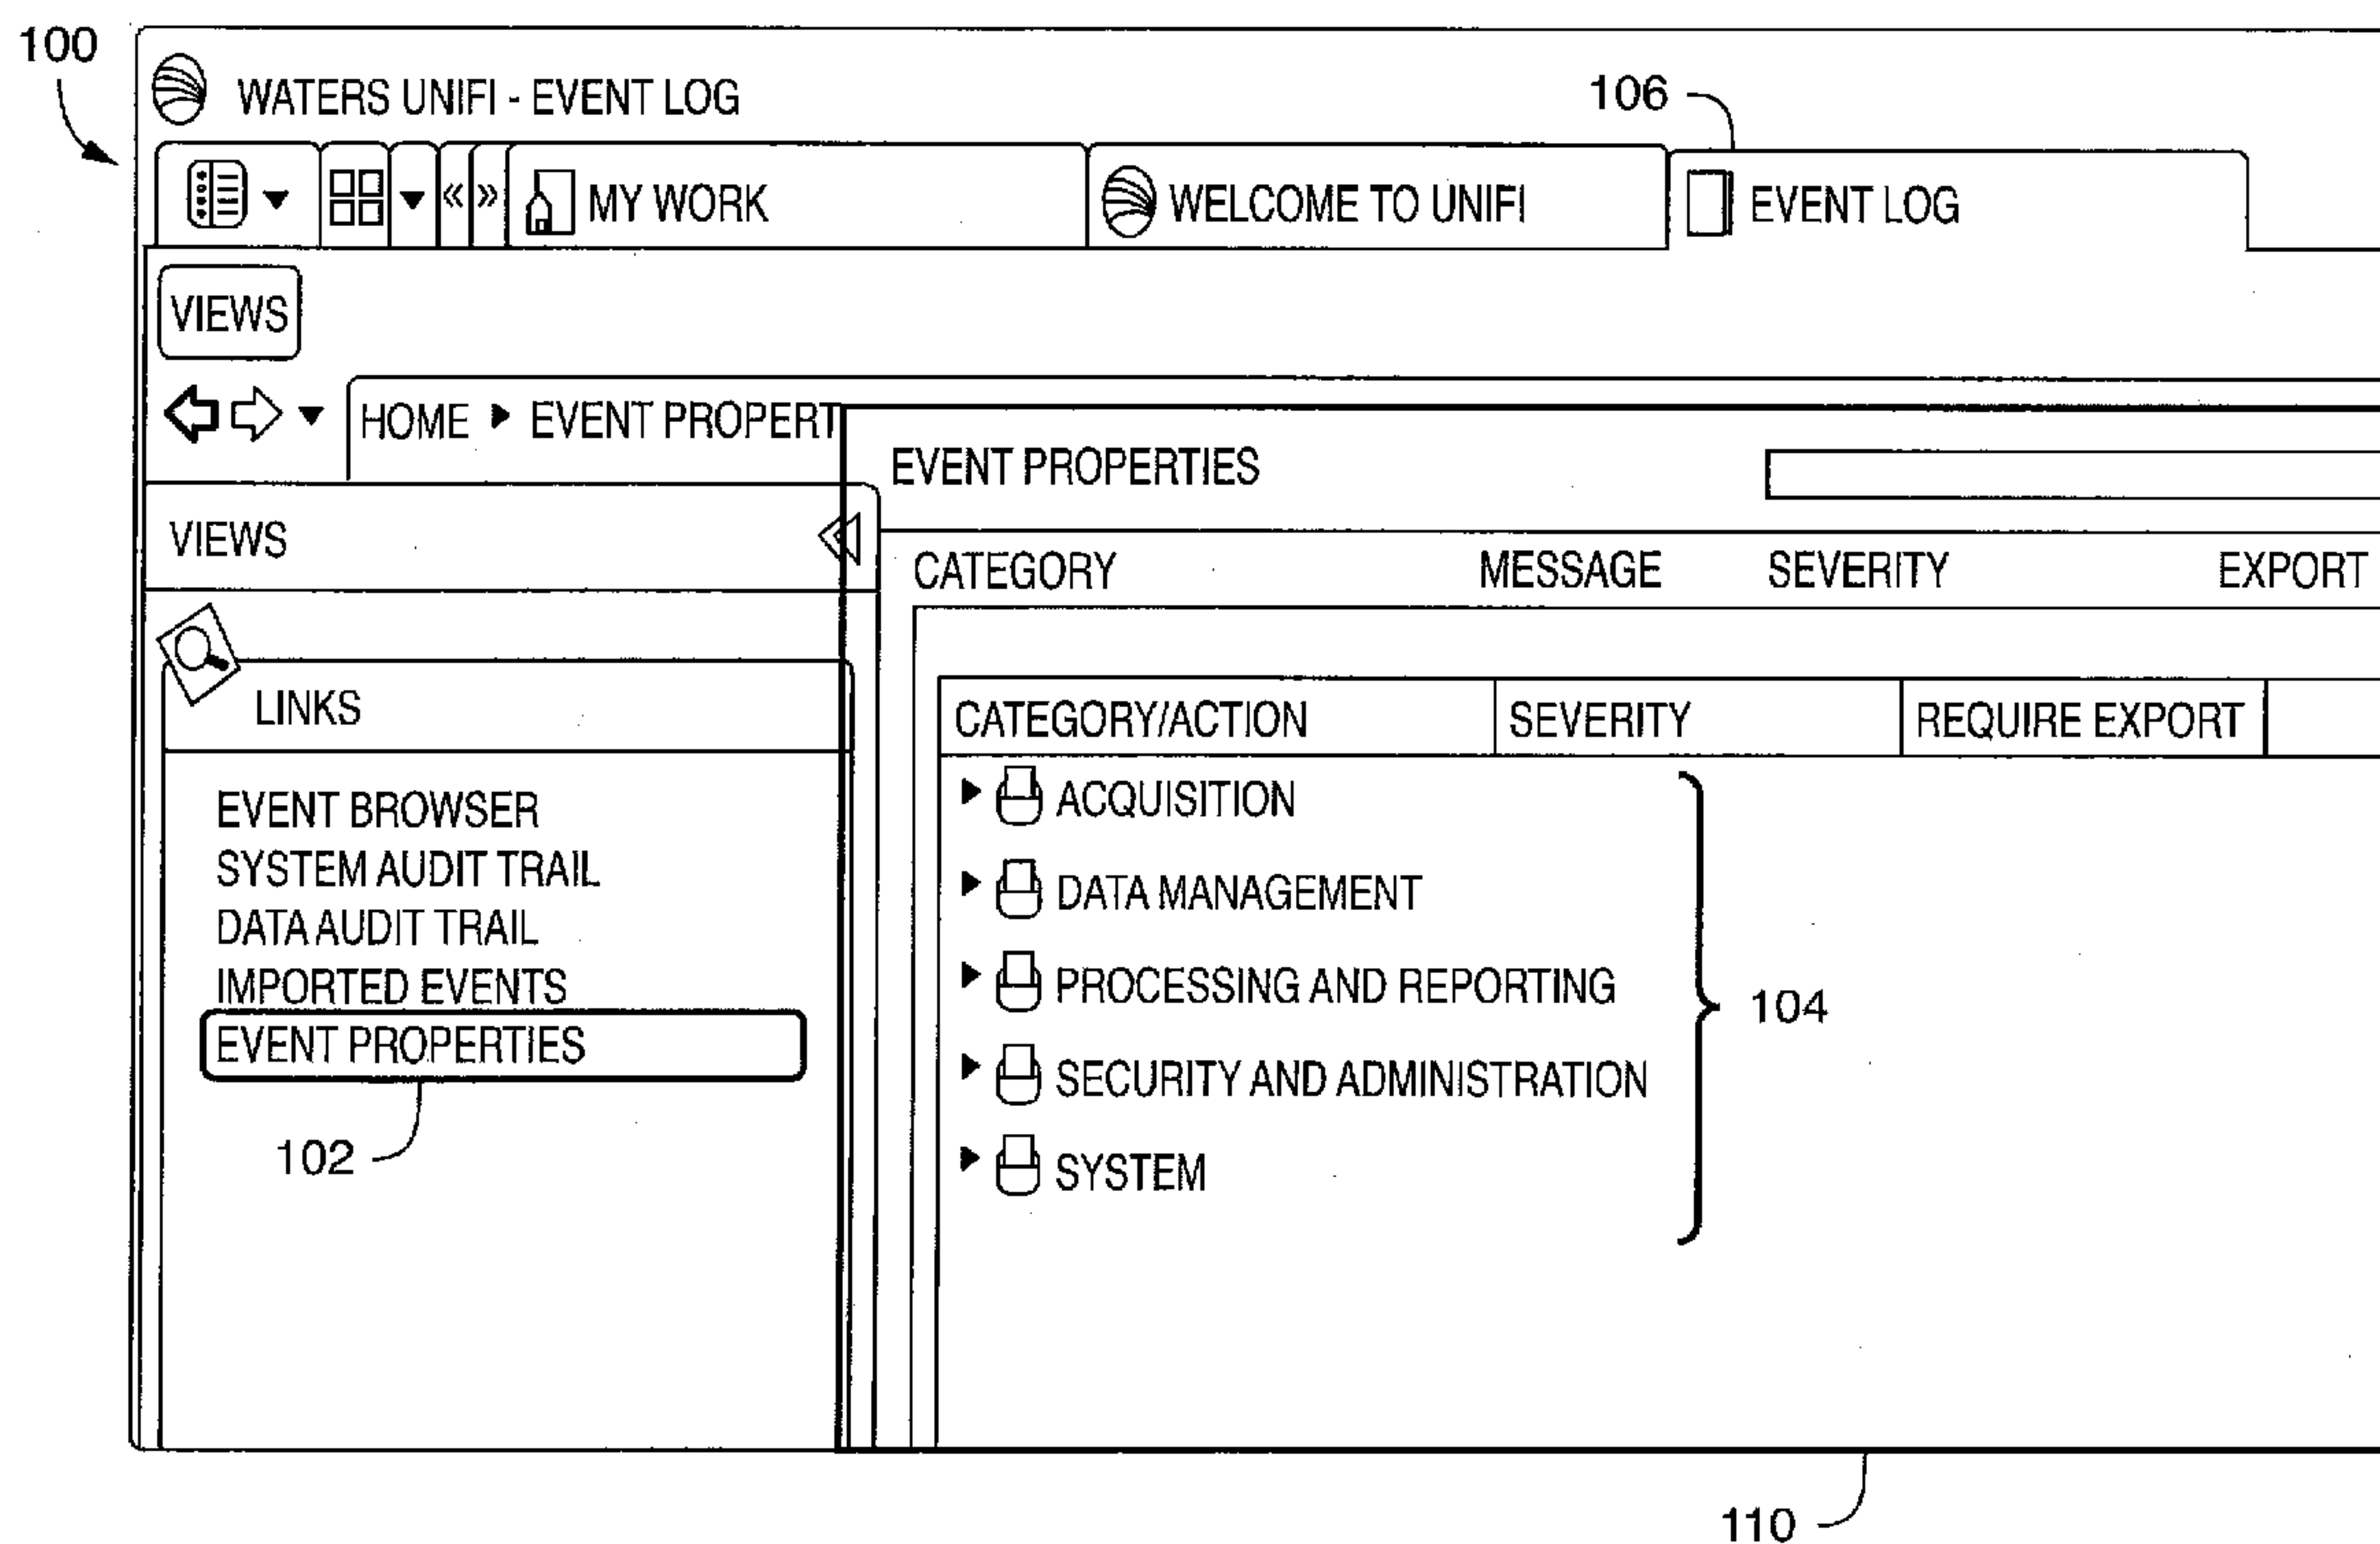 100
WATERS UNIFI - EVENT LOG
106
« » MY WORK WELCOME TO UNIFI EVENT LOG
VIEWS
HOME ▶ EVENT PROPERT
EVENT PROPERTIES
VIEWS
CATEGORY MESSAGE SEVERITY EXPORT
LINKS
CATEGORY/ACTION SEVERITY REQUIRE EXPORT
EVENT BROWSER
SYSTEM AUDIT TRAIL
DATA AUDIT TRAIL
IMPORTED EVENTS
EVENT PROPERTIES
102
ACQUISITION
DATA MANAGEMENT
PROCESSING AND REPORTING
SECURITY AND ADMINISTRATION
SYSTEM
104
110